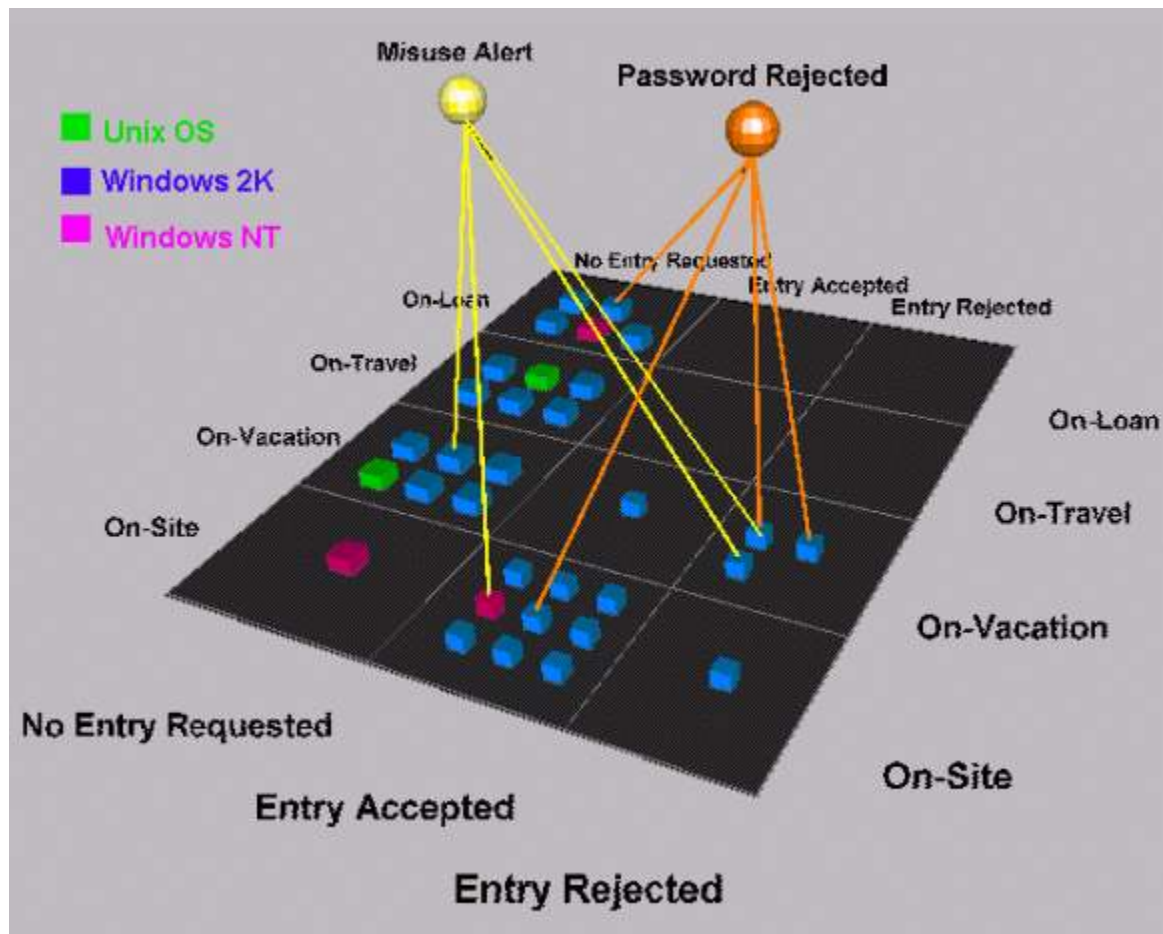 Misuse Alert
Password Rejected
Unix OS
Windows 2K
Windows NT
No Entry Requested
Entry Accepted
Entry Rejected
On-Loan
On-Travel
On-Vacation
On-Site
On-Loan
On-Travel
On-Vacation
On-Site
No Entry Requested
Entry Accepted
Entry Rejected